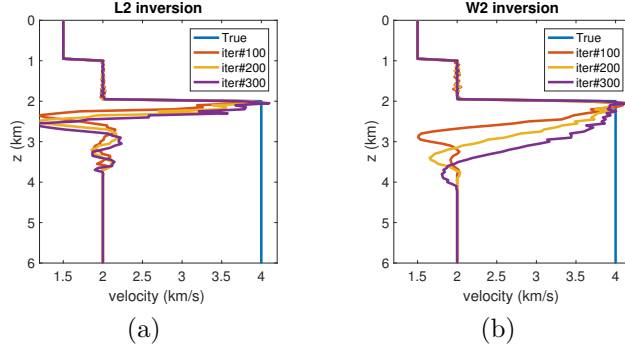 L2 inversion
0
1
2
3
4
5
6
z (km)
1.5
2
2.5
3
3.5
4
velocity (km/s)
True
iter#100
iter#200
iter#300
(a)
W2 inversion
0
1
2
3
4
5
6
z (km)
1.5
2
2.5
3
3.5
4
velocity (km/s)
True
iter#100
iter#200
iter#300
(b)